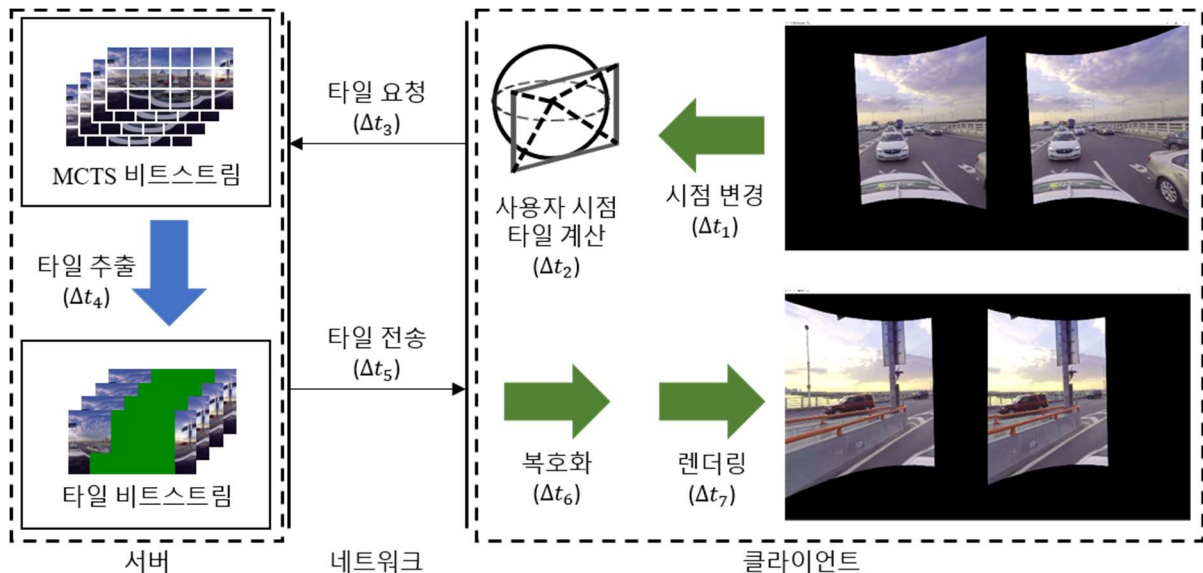 MCTS 비트스트림
타일 추출
(Δt₄)
타일 비트스트림
서버
타일 요청
(Δt₃)
타일 전송
(Δt₅)
네트워크
사용자 시점
타일 계산
(Δt₂)
시점 변경
(Δt₁)
복호화
(Δt₆)
렌더링
(Δt₇)
클라이언트